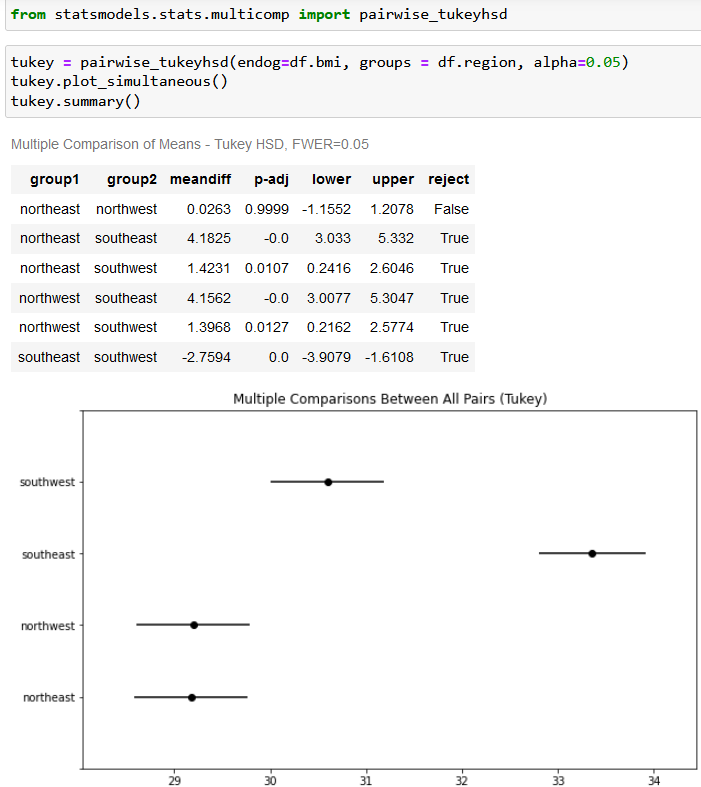 from statsmodels.stats.multicomp import pairwise_tukeyhsd
tukey = pairwise_tukeyhsd(endog=df.bmi, groups = df.region, alpha=0.05)
tukey.plot_simultaneous()
tukey.summary()
Multiple Comparison of Means - Tukey HSD, FWER=0.05
group1 group2 meandiff p-adj lower upper reject
northeast northwest 0.0263 0.9999 -1.1552 1.2078 False
northeast southeast 4.1825 -0.0 3.033 5.332 True
northeast southwest 1.4231 0.0107 0.2416 2.6046 True
northwest southeast 4.1562 -0.0 3.0077 5.3047 True
northwest southwest 1.3968 0.0127 0.2162 2.5774 True
southeast southwest -2.7594 0.0 -3.9079 -1.6108 True
Multiple Comparisons Between All Pairs (Tukey)
southwest
southeast
northwest
northeast
29 30 31 32 33 34